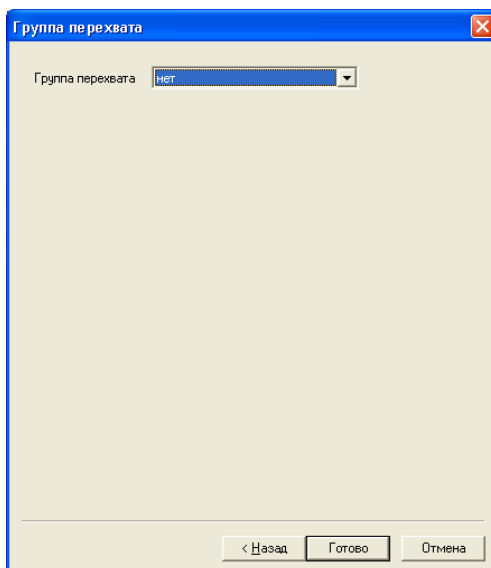 Группа перехвата
Группа перехвата нет
< Назад Готово Отмена